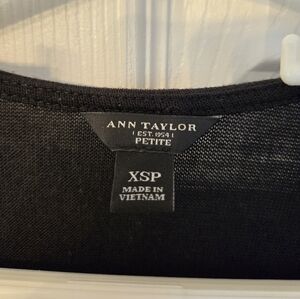 ANN TAYLOR
EST. 1954
PETITE
XSP
MADE IN
VIETNAM